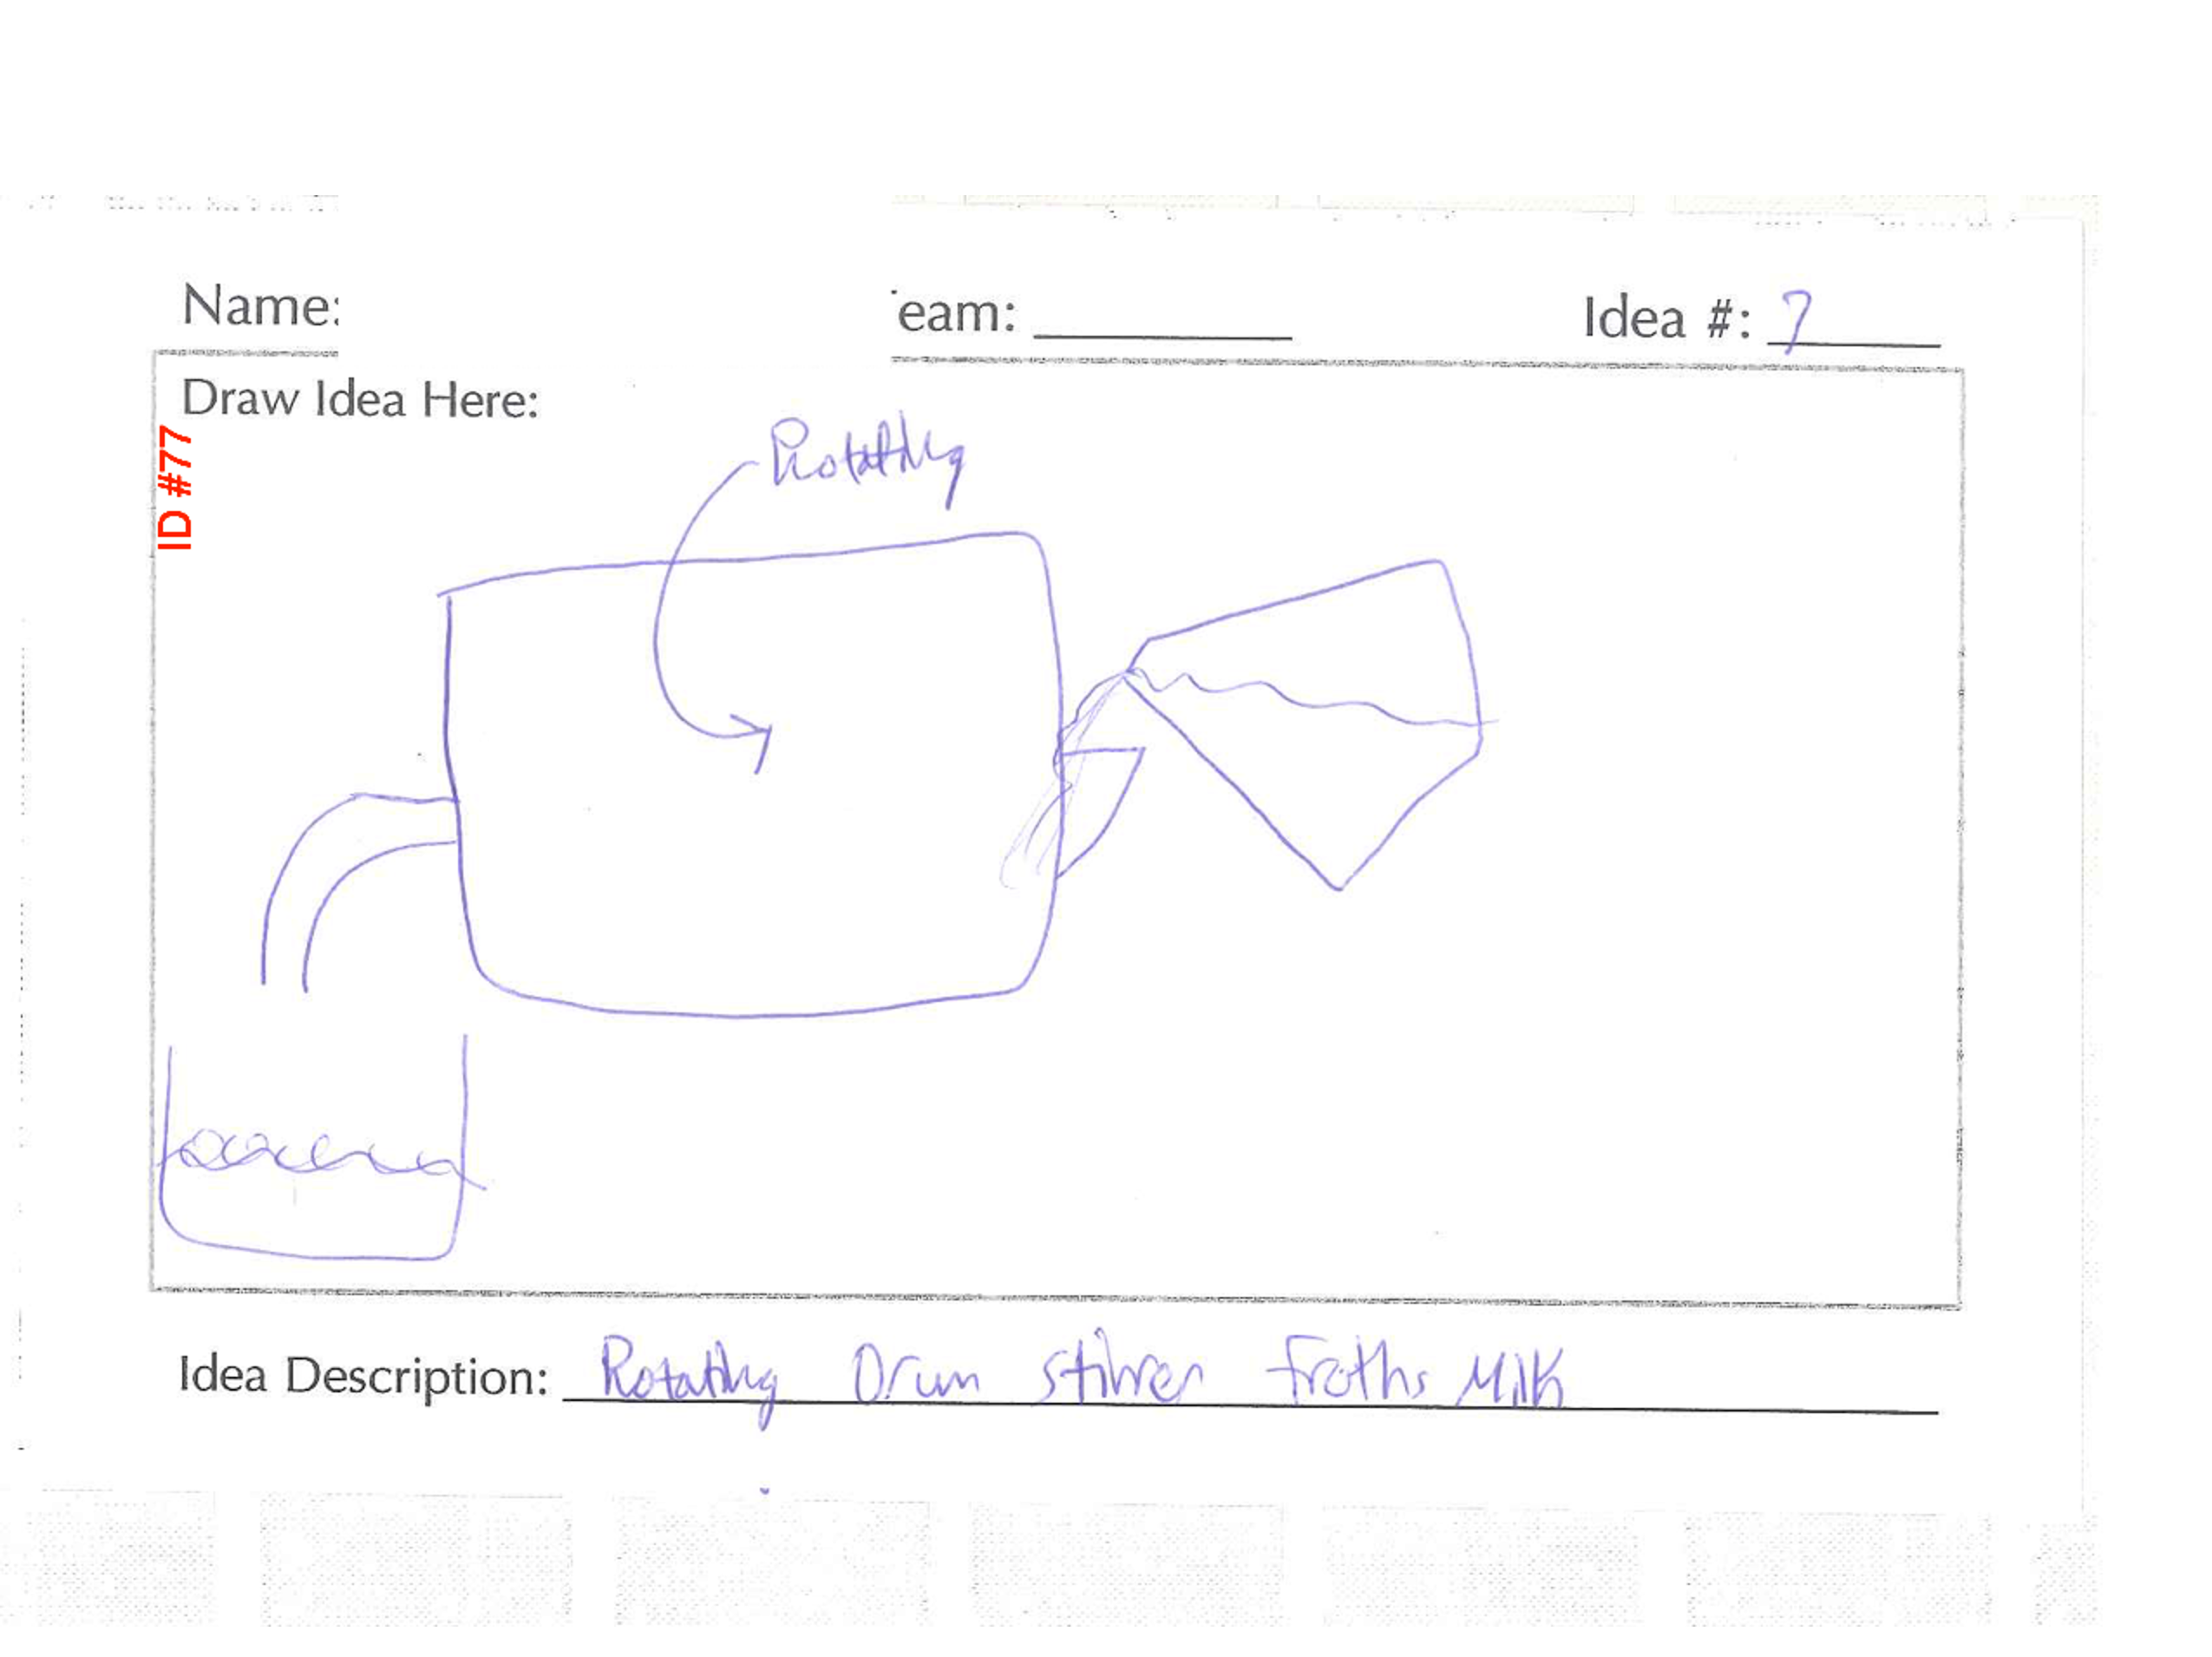 Name:
eam:
Idea #: 7
Draw Idea Here:
ID #77
Rotating
Idea Description: Rotating Drum stirrer froths Milk